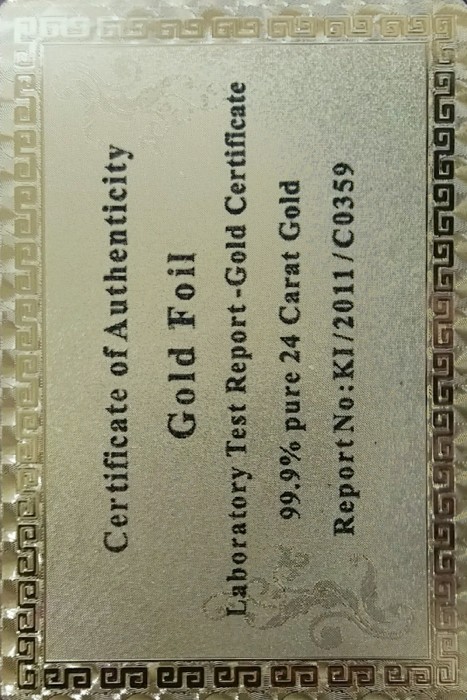 Certificate of Authenticity
Gold Foil
Laboratory Test Report-Gold Certificate
99.9% pure 24 Carat Gold
Report No:KI/2011/C0359